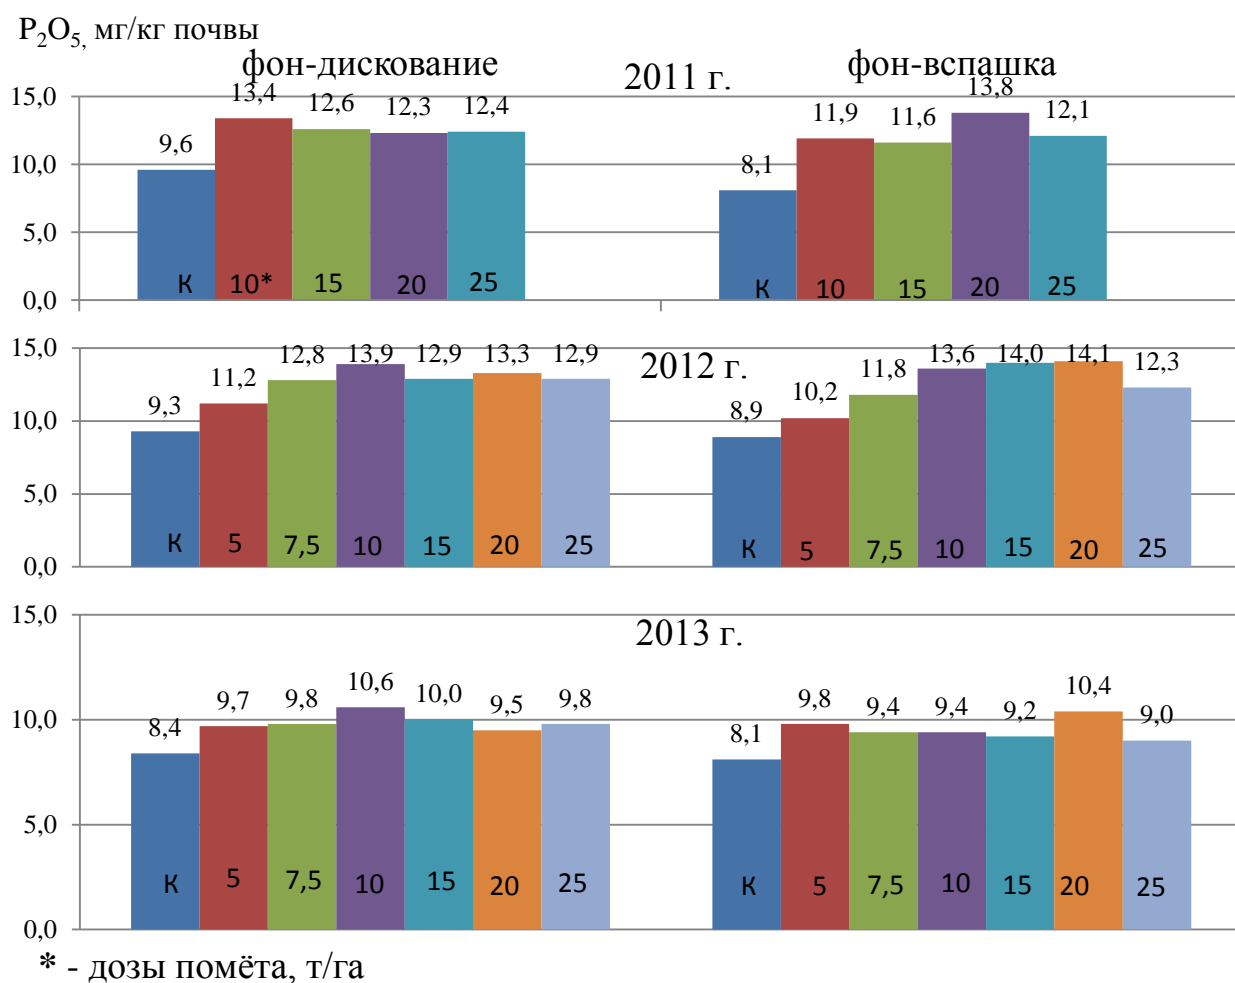 P2O5, мг/кг почвы
фон-дискование 2011 г. фон-вспашка
15,0 10,0 5,0 0,0
9,6 13,4 12,6 12,3 12,4
К 10* 15 20 25
8,1 11,9 11,6 13,8 12,1
К 10 15 20 25
2012 г.
15,0 10,0 5,0 0,0
9,3 11,2 12,8 13,9 12,9 13,3 12,9
К 5 7,5 10 15 20 25
8,9 10,2 11,8 13,6 14,0 14,1 12,3
К 5 7,5 10 15 20 25
2013 г.
15,0 10,0 5,0 0,0
8,4 9,7 9,8 10,6 10,0 9,5 9,8
К 5 7,5 10 15 20 25
8,1 9,8 9,4 9,4 9,2 10,4 9,0
К 5 7,5 10 15 20 25
* - дозы помёта, т/га